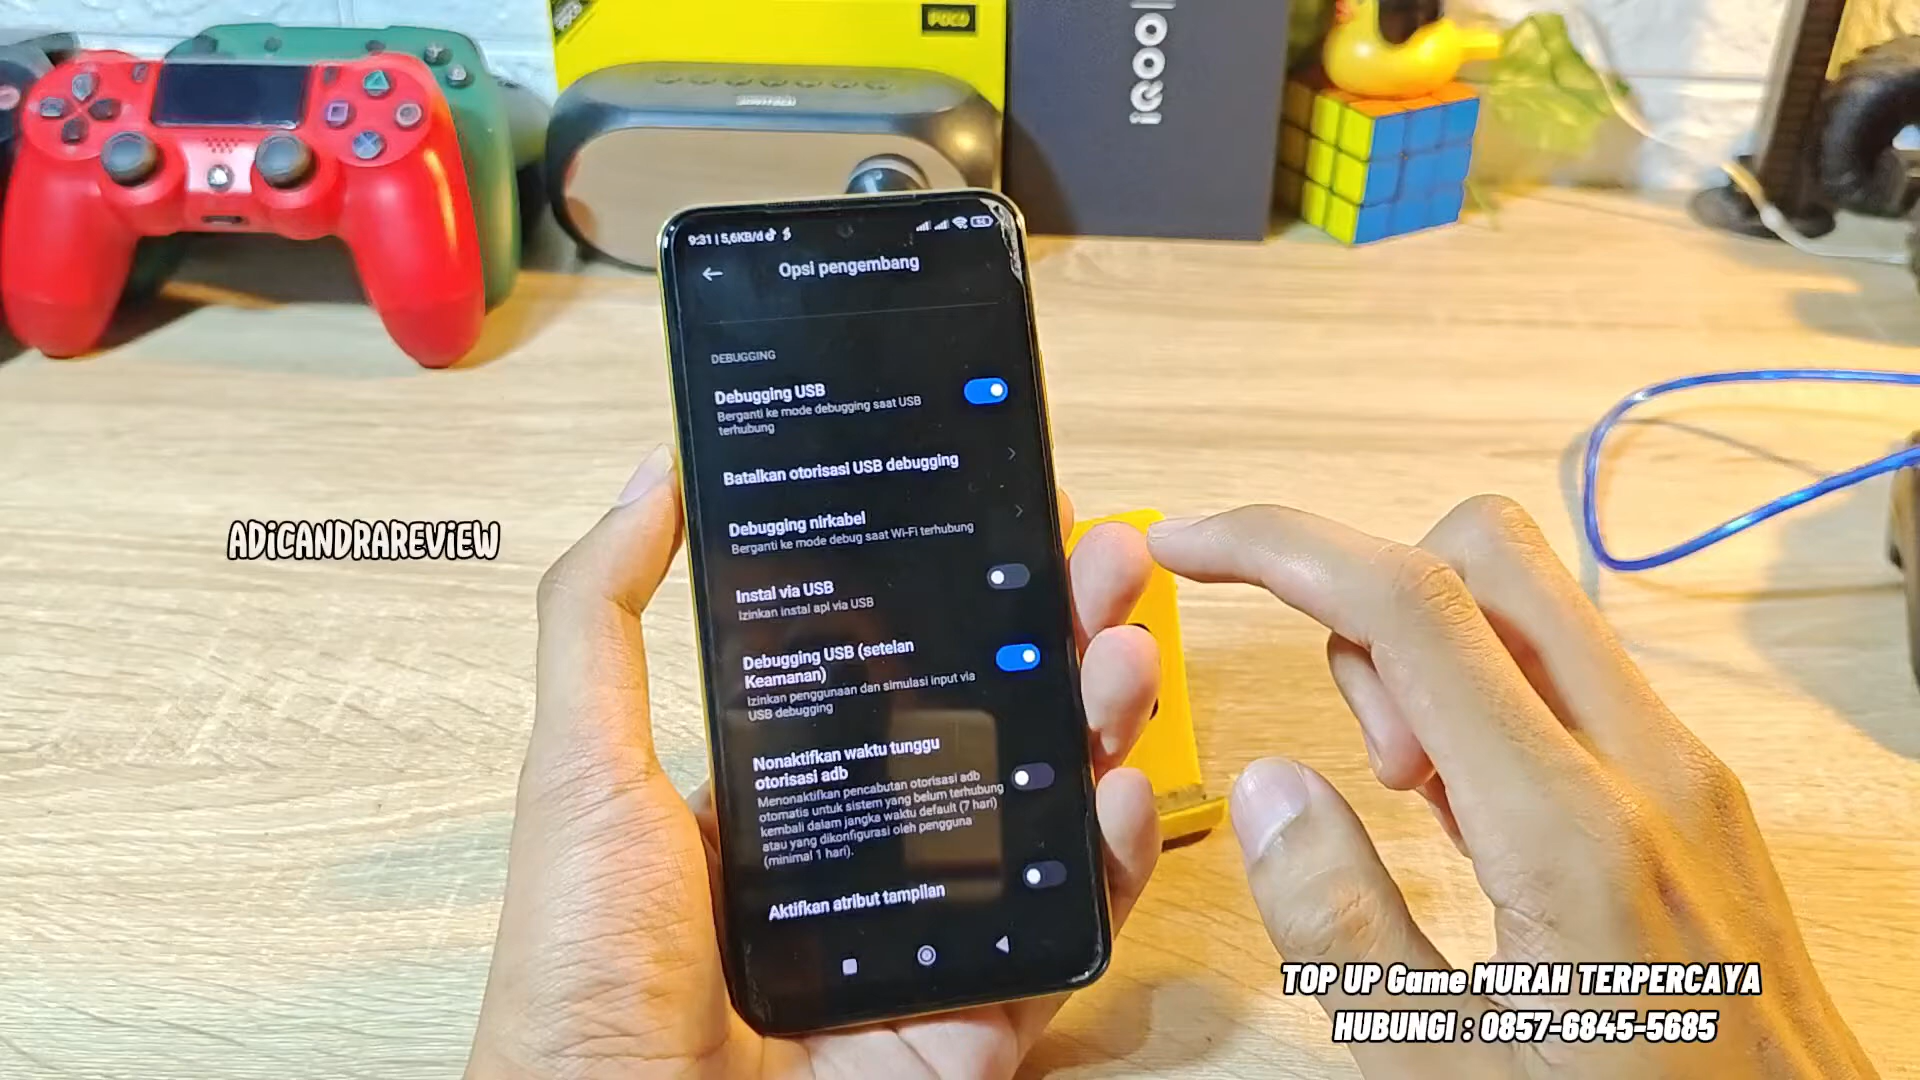 POCO
iQOO
9:31 | 5,6KB/d
Opsi pengembang
DEBUGGING
Debugging USB
Berganti ke mode debugging saat USB
terhubung
Batalkan otorisasi USB debugging
Debugging nirkabel
Berganti ke mode debug saat Wi-Fi terhubung
Instal via USB
Izinkan instal apl via USB
Debugging USB (setelan
Keamanan)
Izinkan penggunaan dan simulasi input via
USB debugging
Nonaktifkan waktu tunggu
otorisasi adb
Menonaktifkan pencabutan otorisasi adb
otomatis untuk sistem yang belum terhubung
kembali dalam jangka waktu default (7 hari)
atau yang dikonfigurasi oleh pengguna
(minimal 1 hari).
Aktifkan atribut tampilan
ADiCANDRAREViEW
TOP UP Game MURAH TERPERCAYA
HUBUNGI : 0857-6845-5685